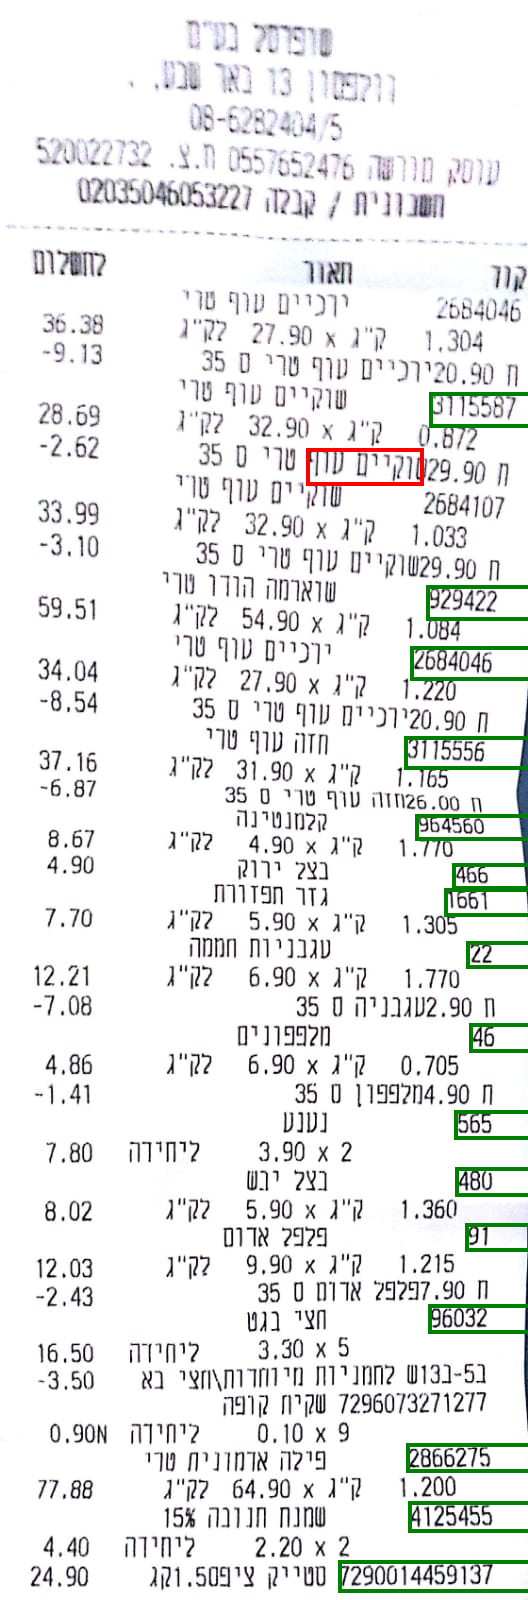 שופרסל בע"מ
וולפסון 13 באר שבע, .
08-6282404/5
עוסק מורשה 0557652476 ח.צ. 520022732
חשבונית / קבלה 02035046053227
קוד תאור לתשלום
2684046 ירכיים עוף טרי
1.304 ק"ג x 27.90 לק"ג 36.38
ח 20.90ירכיים עוף טרי ס 35 -9.13
3115587 שוקיים עוף טרי
0.872 ק"ג x 32.90 לק"ג 28.69
ח 29.90שוקיים עוף טרי ס 35 -2.62
2684107 שוקיים עוף טרי
1.033 ק"ג x 32.90 לק"ג 33.99
ח 29.90שוקיים עוף טרי ס 35 -3.10
929422 שוארמה הודו טרי
1.084 ק"ג x 54.90 לק"ג 59.51
2684046 ירכיים עוף טרי
1.220 ק"ג x 27.90 לק"ג 34.04
ח 20.90ירכיים עוף טרי ס 35 -8.54
3115556 חזה עוף טרי
1.165 ק"ג x 31.90 לק"ג 37.16
ח 26.00חזה עוף טרי ס 35 -6.87
964560 קלמנטינה
1.770 ק"ג x 4.90 לק"ג 8.67
466 בצל ירוק 4.90
1661 גזר תפזורת
1.305 ק"ג x 5.90 לק"ג 7.70
22 עגבניות חממה
1.770 ק"ג x 6.90 לק"ג 12.21
ח 2.90עגבניה ס 35 -7.08
46 מלפפונים
0.705 ק"ג x 6.90 לק"ג 4.86
ח 4.90מלפפון ס 35 -1.41
565 נענע
2 x 3.90 ליחידה 7.80
480 בצל יבש
1.360 ק"ג x 5.90 לק"ג 8.02
91 פלפל אדום
1.215 ק"ג x 9.90 לק"ג 12.03
ח 7.90פלפל אדום ס 35 -2.43
96032 חצי בגט
5 x 3.30 ליחידה 16.50
ב5-ב13ש לחמניות מיוחדות\חצי בא -3.50
7296073271277 שקית קופה
9 x 0.10 ליחידה 0.90N
2866275 פילה אדמונית טרי
1.200 ק"ג x 64.90 לק"ג 77.88
4125455 שמנת תנובה 15%
2 x 2.20 ליחידה 4.40
7290014459137 סטייק ציפס1.50קג 24.90